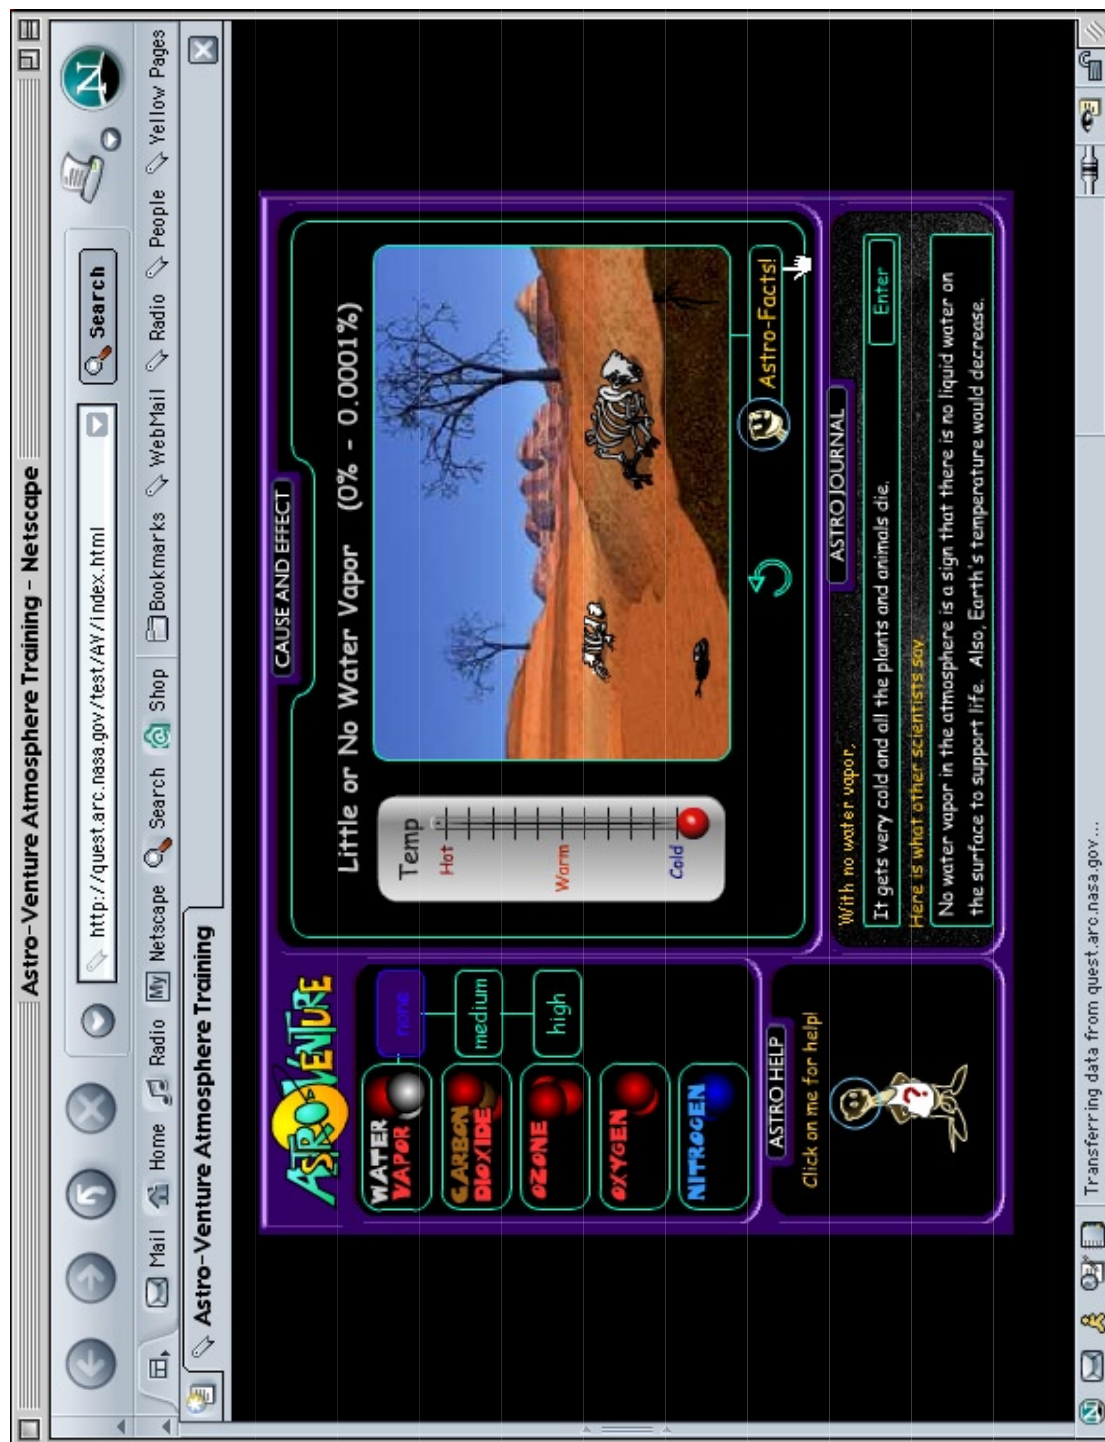 Astro-Venture Atmosphere Training - Netscape
http://quest.arc.nasa.gov/test/AV/index.html
Search
N
Mail Home Radio My Netscape Search Shop Bookmarks WebMail Radio People Yellow Pages
Astro-Venture Atmosphere Training
ASTROVENTURE
WATER
VAPOR
none
CARBON
DIOXIDE
medium
OZONE
high
OXYGEN
NITROGEN
ASTRO HELP
Click on me for help!
?
CAUSE AND EFFECT
Little or No Water Vapor (0% - 0.0001%)
Temp
Hot
Warm
Cold
Astro-Facts!
ASTRO JOURNAL
With no water vapor,
It gets very cold and all the plants and animals die.
Enter
Here is what other scientists say
No water vapor in the atmosphere is a sign that there is no liquid water on
the surface to support life. Also, Earth's temperature would decrease.
Transferring data from quest.arc.nasa.gov...